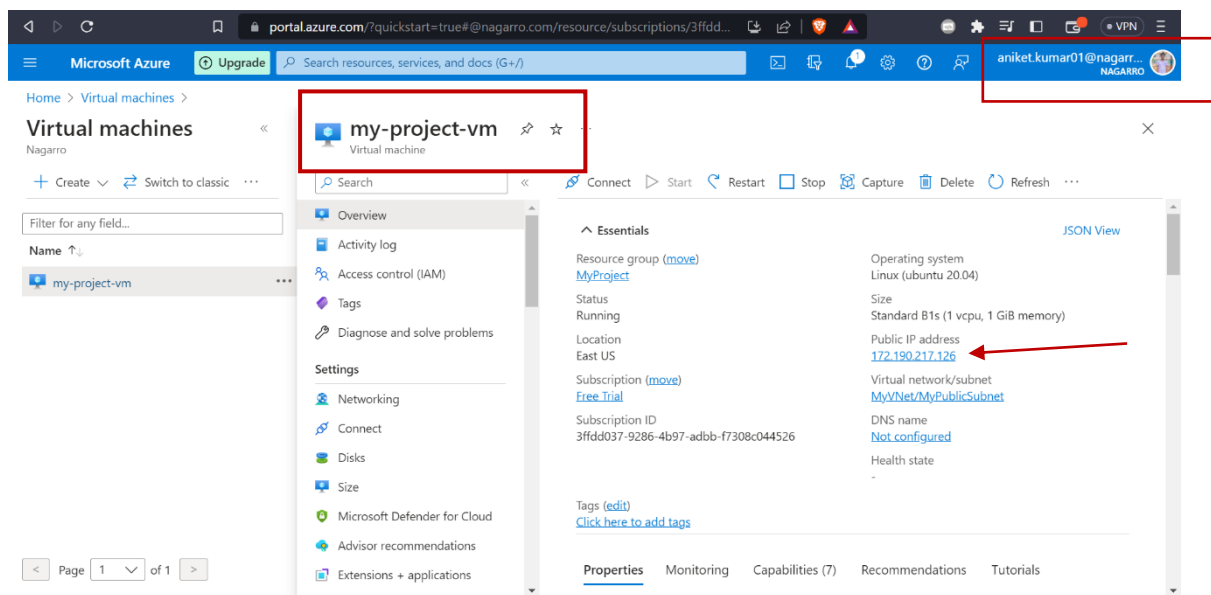 portal.azure.com/?quickstart=true#@nagarro.com/resource/subscriptions/3ffdd...
VPN
Microsoft Azure
Upgrade
Search resources, services, and docs (G+/)
aniket.kumar01@nagarr...
NAGARRO
Home > Virtual machines >
Virtual machines
Nagarro
Create
Switch to classic
Filter for any field...
Name
my-project-vm
< Page 1 of 1 >
my-project-vm
Virtual machine
Search
Overview
Activity log
Access control (IAM)
Tags
Diagnose and solve problems
Settings
Networking
Connect
Disks
Size
Microsoft Defender for Cloud
Advisor recommendations
Extensions + applications
Connect Start Restart Stop Capture Delete Refresh
Essentials
JSON View
Resource group (move)
MyProject
Status
Running
Location
East US
Subscription (move)
Free Trial
Subscription ID
3ffdd037-9286-4b97-adbb-f7308c044526
Operating system
Linux (ubuntu 20.04)
Size
Standard B1s (1 vcpu, 1 GiB memory)
Public IP address
172.190.217.126
Virtual network/subnet
MyVNet/MyPublicSubnet
DNS name
Not configured
Health state
-
Tags (edit)
Click here to add tags
Properties Monitoring Capabilities (7) Recommendations Tutorials